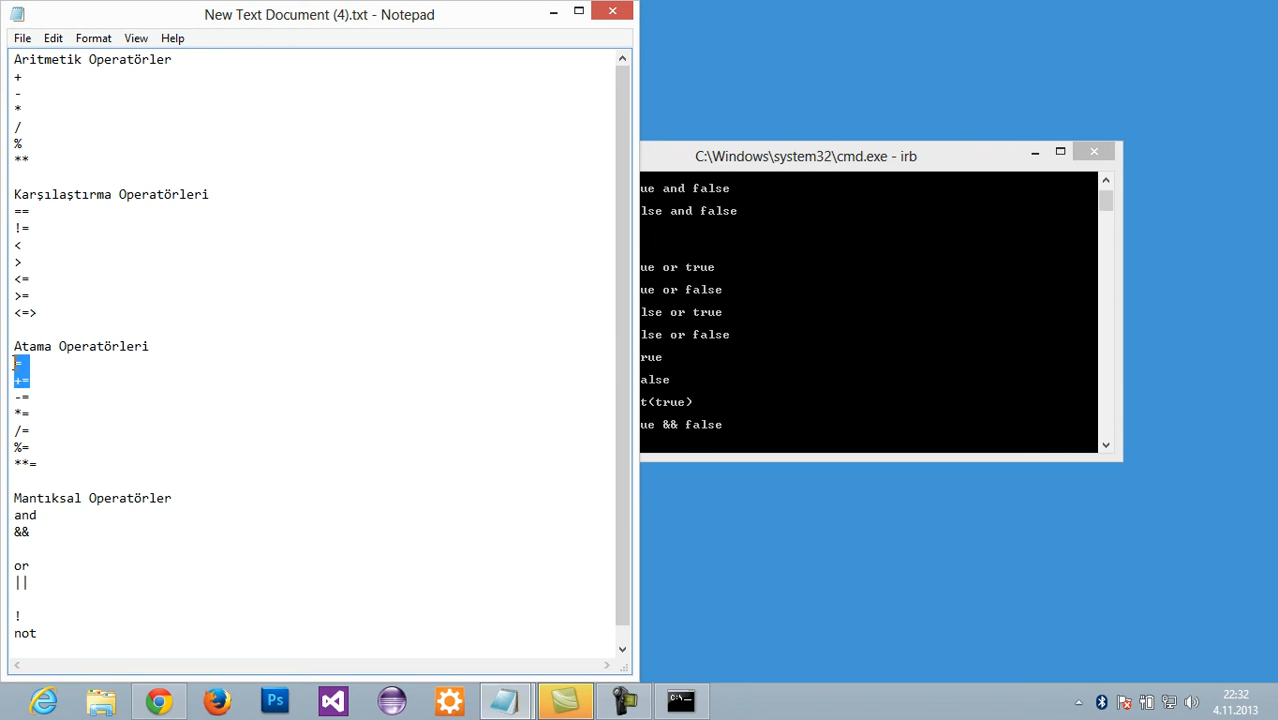 New Text Document (4).txt - Notepad
File Edit Format View Help
Aritmetik Operatörler
+
-
*
/
%
**
Karşılaştırma Operatörleri
==
!=
<
>
<=
>=
<=>
Atama Operatörleri
=
+=
-=
*=
/=
%=
**=
Mantıksal Operatörler
and
&&
or
||
!
not
C:\Windows\system32\cmd.exe - irb
ue and false
lse and false
ue or true
ue or false
lse or true
lse or false
rue
alse
t(true)
ue && false
Ps
22:32
4.11.2013